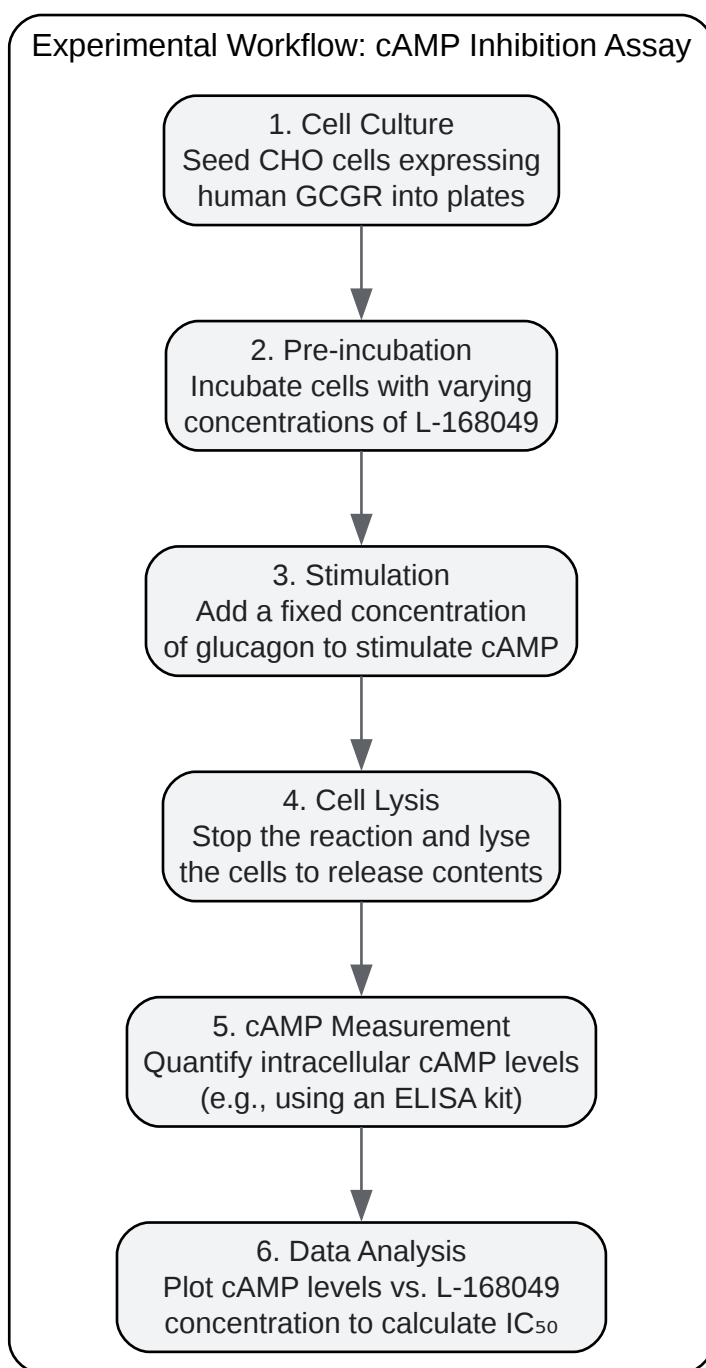 Experimental Workflow: cAMP Inhibition Assay
1. Cell Culture
Seed CHO cells expressing
human GCGR into plates
2. Pre-incubation
Incubate cells with varying
concentrations of L-168049
3. Stimulation
Add a fixed concentration
of glucagon to stimulate cAMP
4. Cell Lysis
Stop the reaction and lyse
the cells to release contents
5. cAMP Measurement
Quantify intracellular cAMP levels
(e.g., using an ELISA kit)
6. Data Analysis
Plot cAMP levels vs. L-168049
concentration to calculate IC₅₀